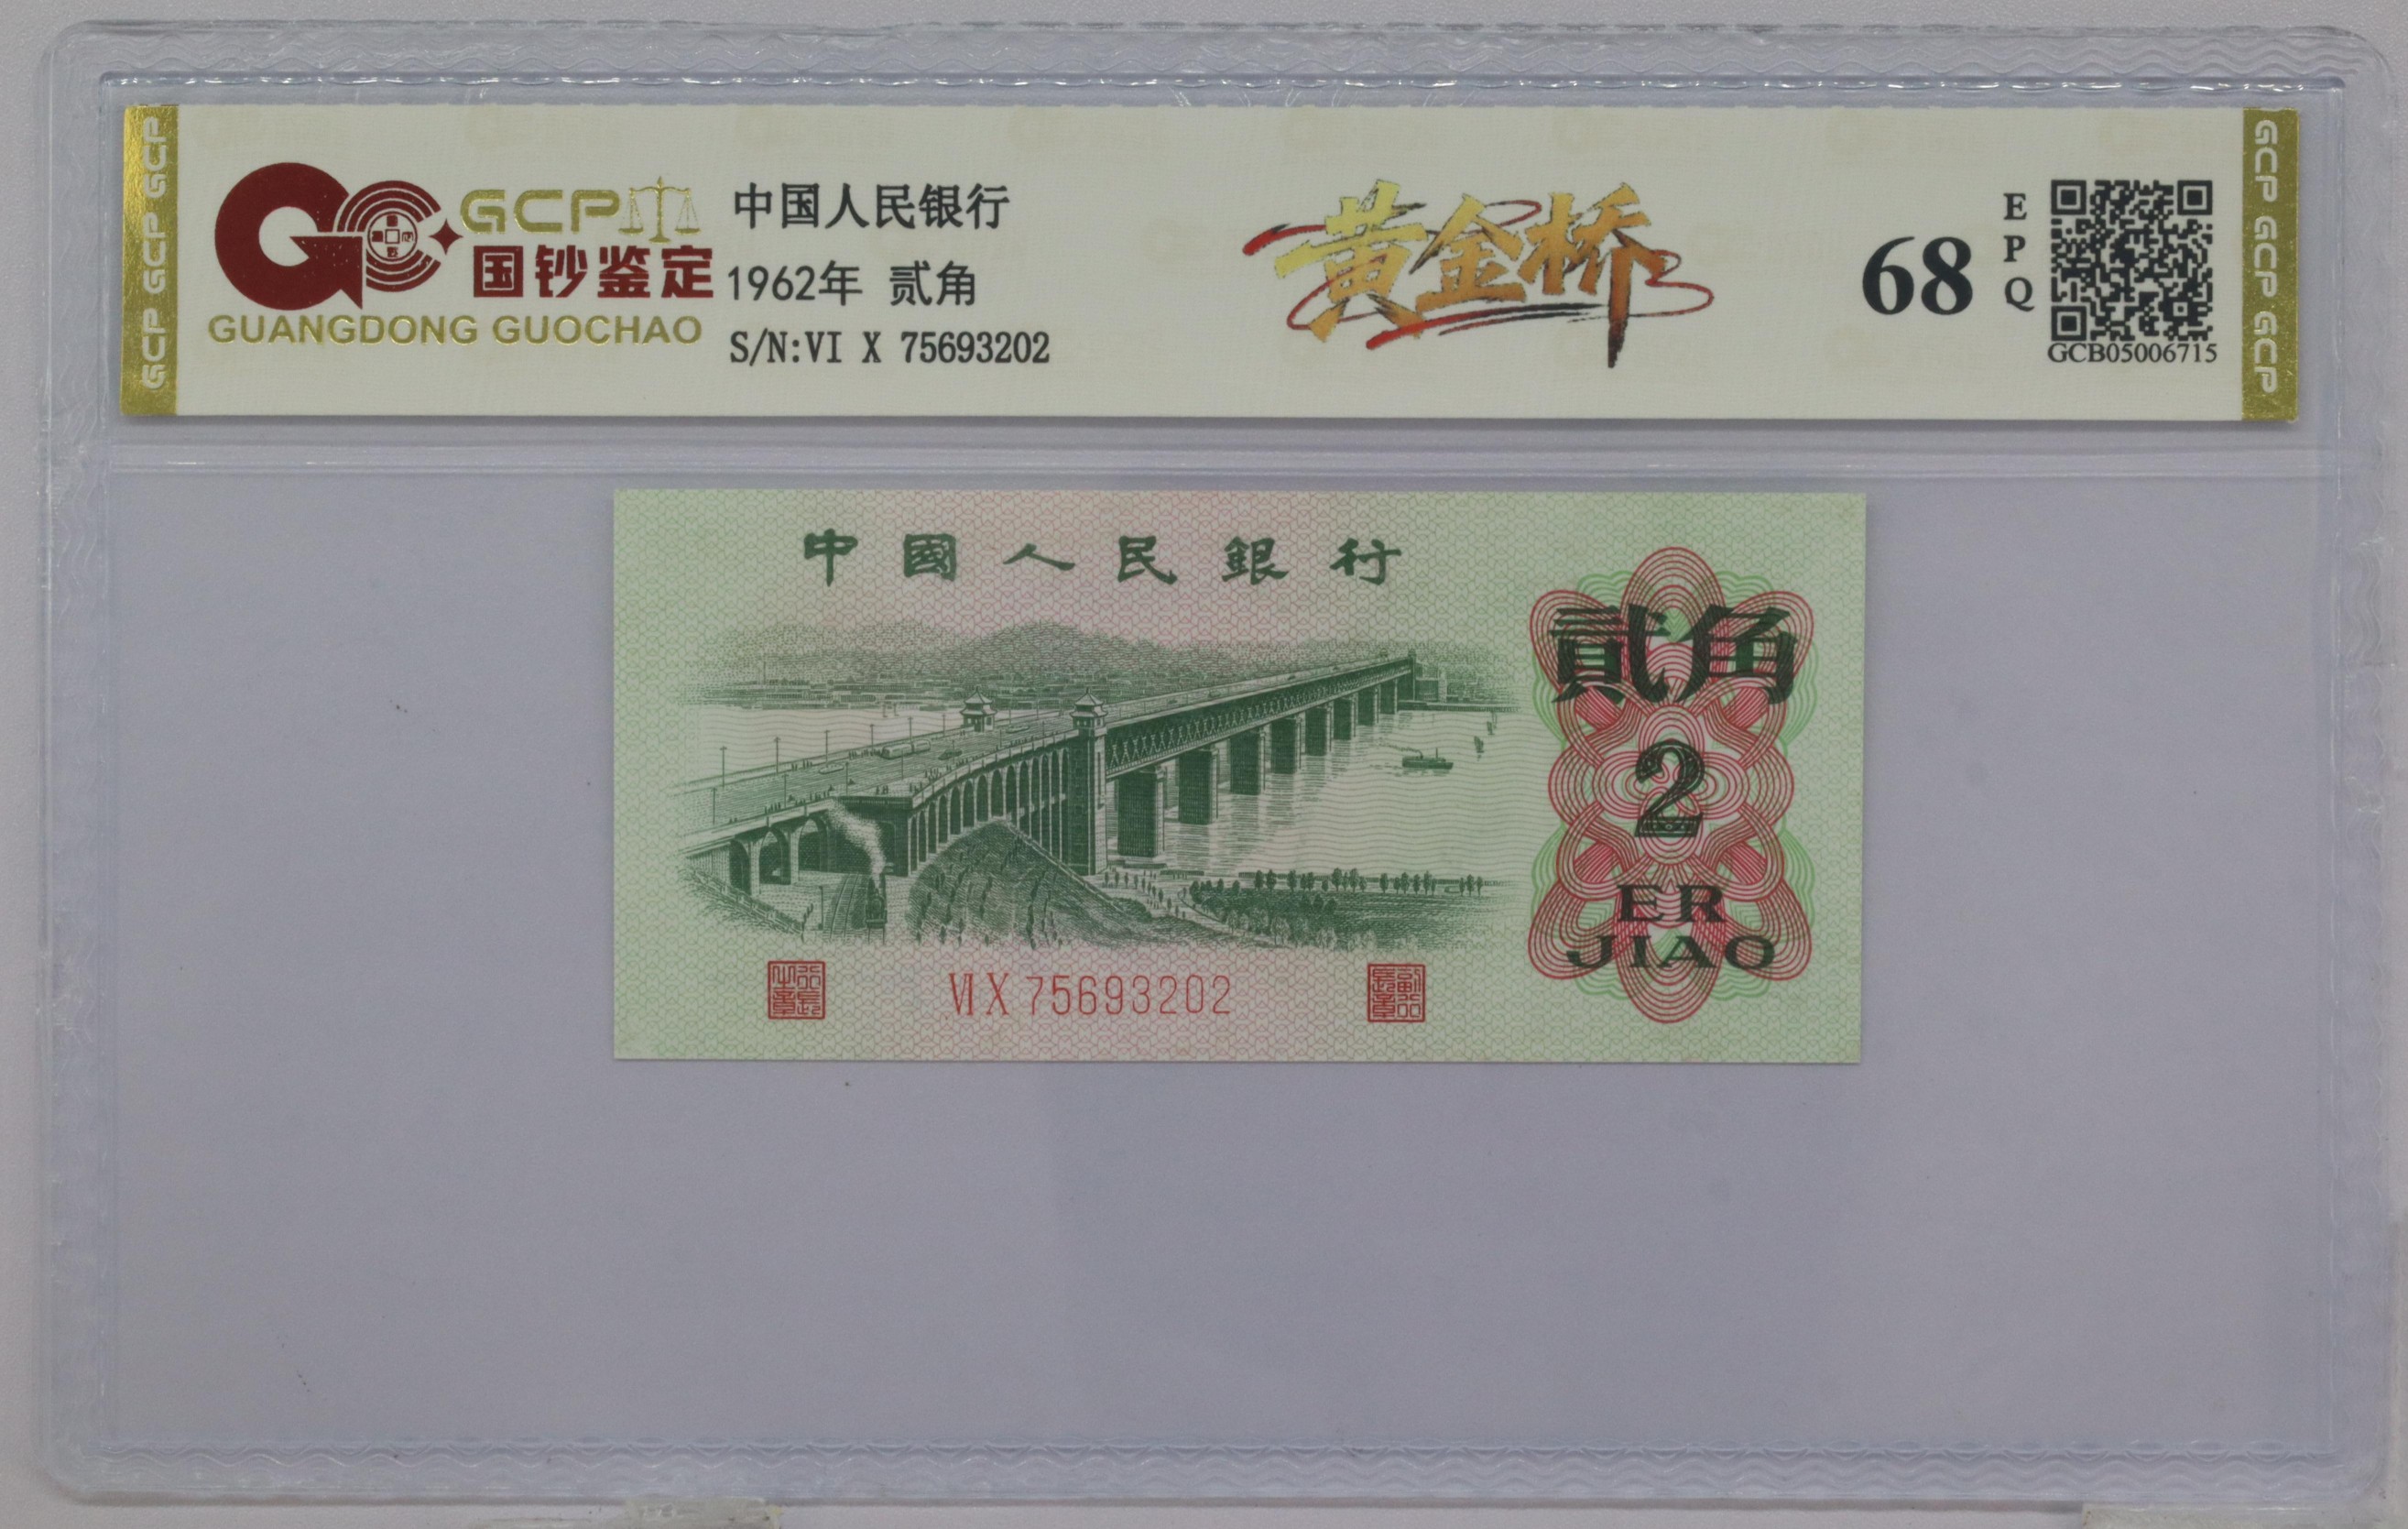 GCP GCP GCP
GCP
国钞鉴定
GUANGDONG GUOCHAO
中国人民银行
1962年 贰角
S/N:VI X 75693202
黄金桥
68
EPQ
GCB05006715
GCP GCP GCP
中國人民銀行
貳角
2
ER
JIAO
VI X 75693202